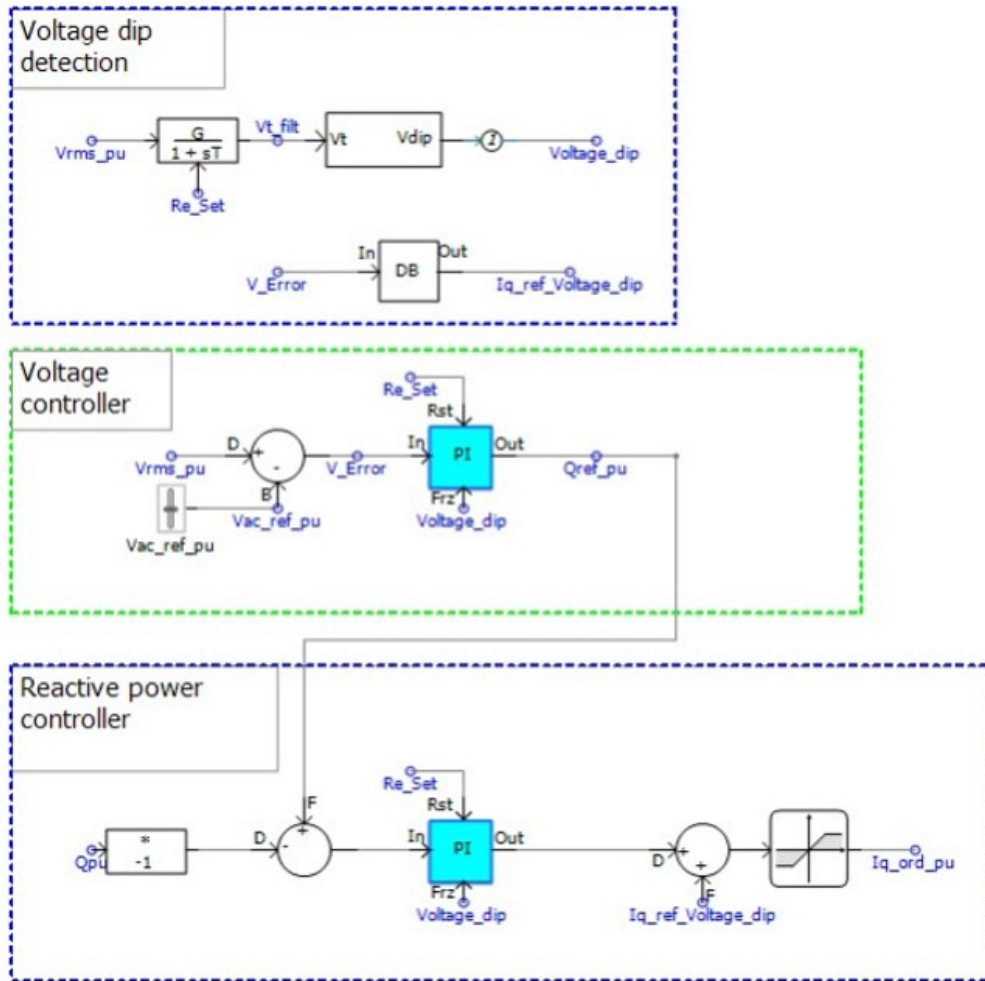 Voltage dip
detection
G
1 + sT
Vrms_pu
Re_Set
Vt_filt
Vt
Vdip
1
Voltage_dip
V_Error
In
DB
Out
Iq_ref_Voltage_dip
Voltage
controller
Vrms_pu
D
+
-
B
Vac_ref_pu
Vac_ref_pu
V_Error
Re_Set
Rst
In
PI
Out
Frz
Voltage_dip
Qref_pu
Reactive power
controller
Qpu
*
-1
D
-
F
+
Re_Set
Rst
In
PI
Out
Frz
Voltage_dip
D
+
+
F
Iq_ref_Voltage_dip
Iq_ord_pu